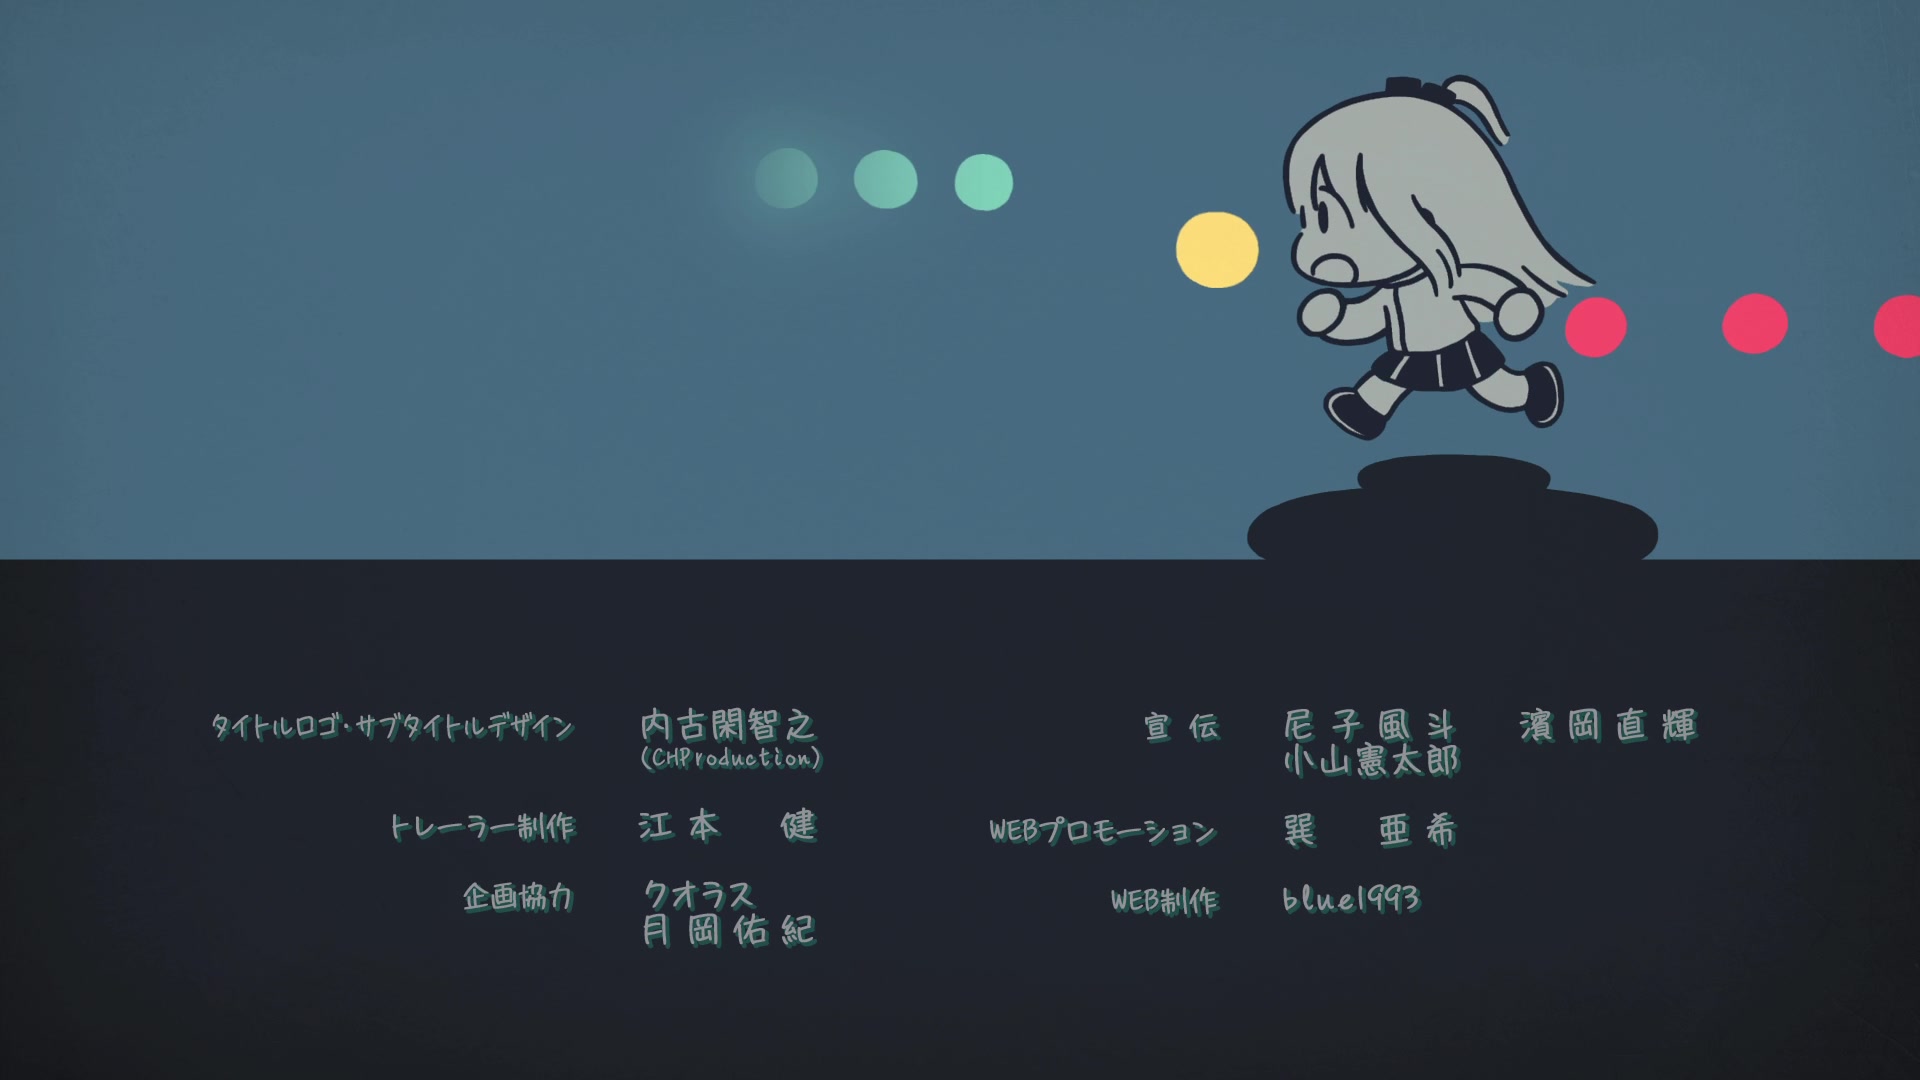 タイトルロゴ・サブタイトルデザイン 内古閑智之
(CHProduction)
トレーラー制作 江本 健
企画協力 クオラス
月岡佑紀
宣伝 尼子風斗 濱岡直輝
小山憲太郎
WEBプロモーション 巽 亜希
WEB制作 blue1993